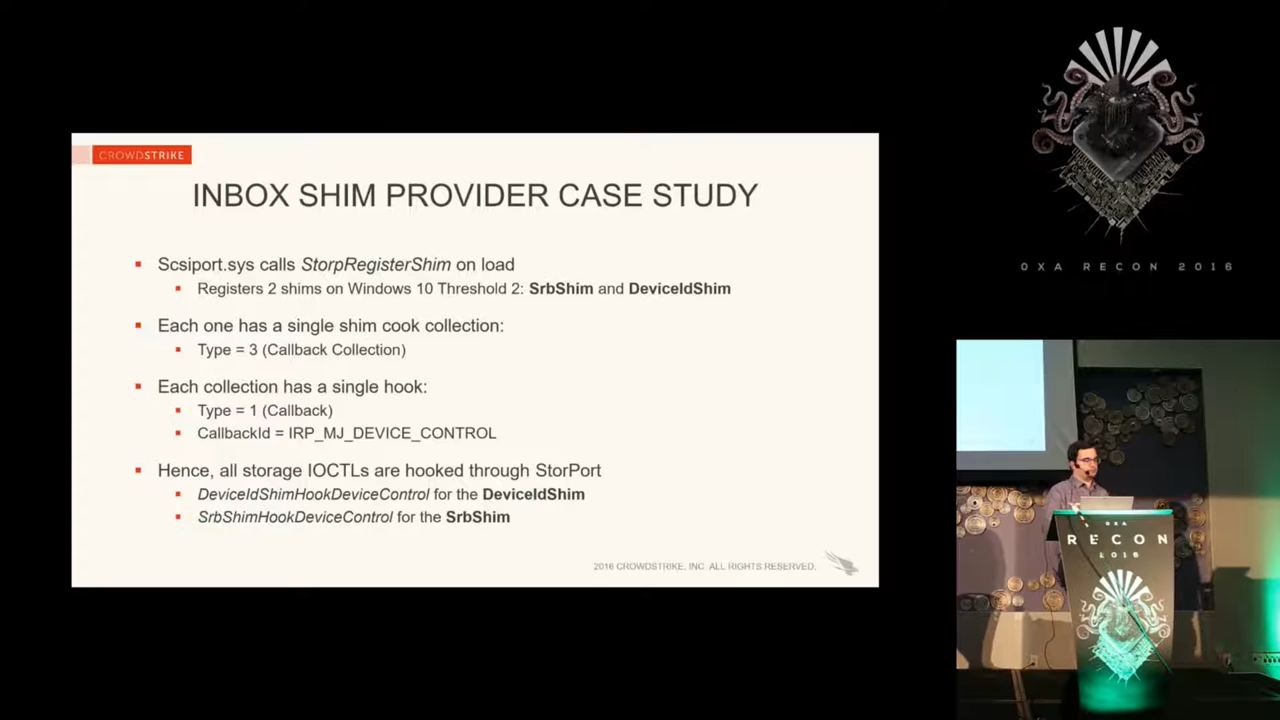 CROWDSTRIKE
INBOX SHIM PROVIDER CASE STUDY
Scsiport.sys calls StorpRegisterShim on load
Registers 2 shims on Windows 10 Threshold 2: SrbShim and DeviceIdShim
Each one has a single shim cook collection:
Type = 3 (Callback Collection)
Each collection has a single hook:
Type = 1 (Callback)
CallbackId = IRP_MJ_DEVICE_CONTROL
Hence, all storage IOCTLs are hooked through StorPort
DeviceIdShimHookDeviceControl for the DeviceIdShim
SrbShimHookDeviceControl for the SrbShim
2016 CROWDSTRIKE, INC. ALL RIGHTS RESERVED.
0XA RECON 2016
0XA
RECON
2016